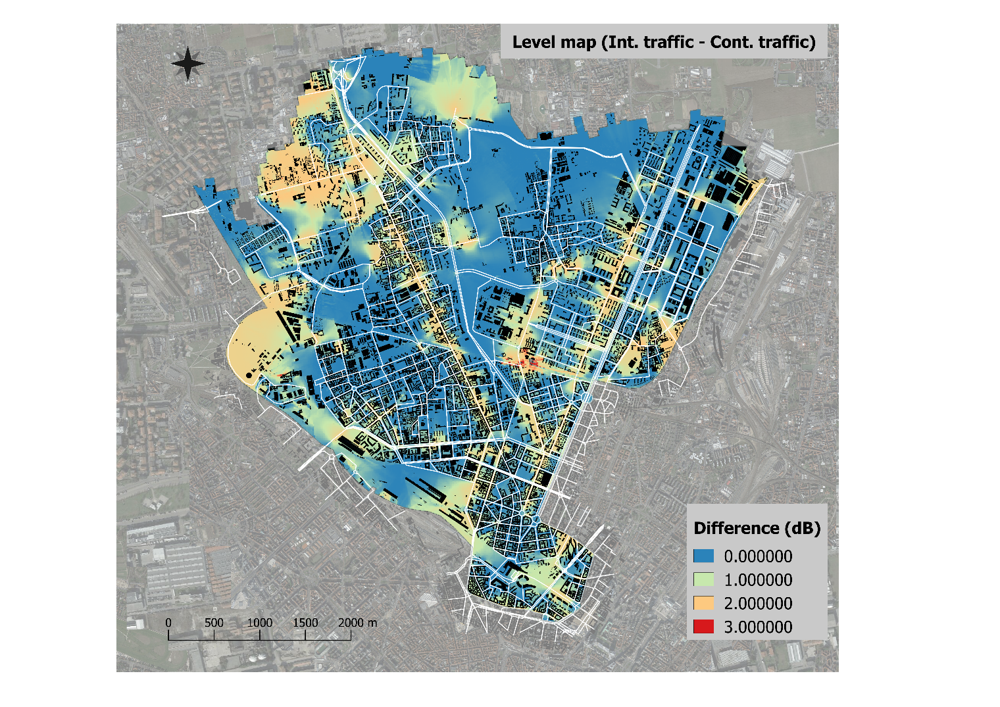 Level map (Int. traffic - Cont. traffic)
Difference (dB)
0.000000
1.000000
2.000000
3.000000
0 500 1000 1500 2000 m